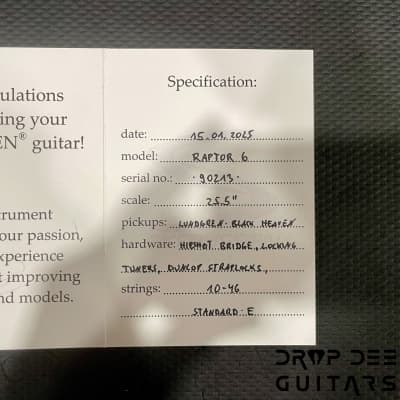 ulations
ing your
EN® guitar!
strument
our passion,
xperience
t improving
nd models.
Specification:
date: 15.01.2025
model: RAPTOR 6
serial no.: ·90213·
scale: 25.5"
pickups: LUNDGREN - BLACK HEAVEN
hardware: HIPSHOT BRIDGE, LOCKING
TUNERS, DUNLOP STRAPLOCKS,
strings: 10-46
STANDARD E
DROP DEE
GUITARS